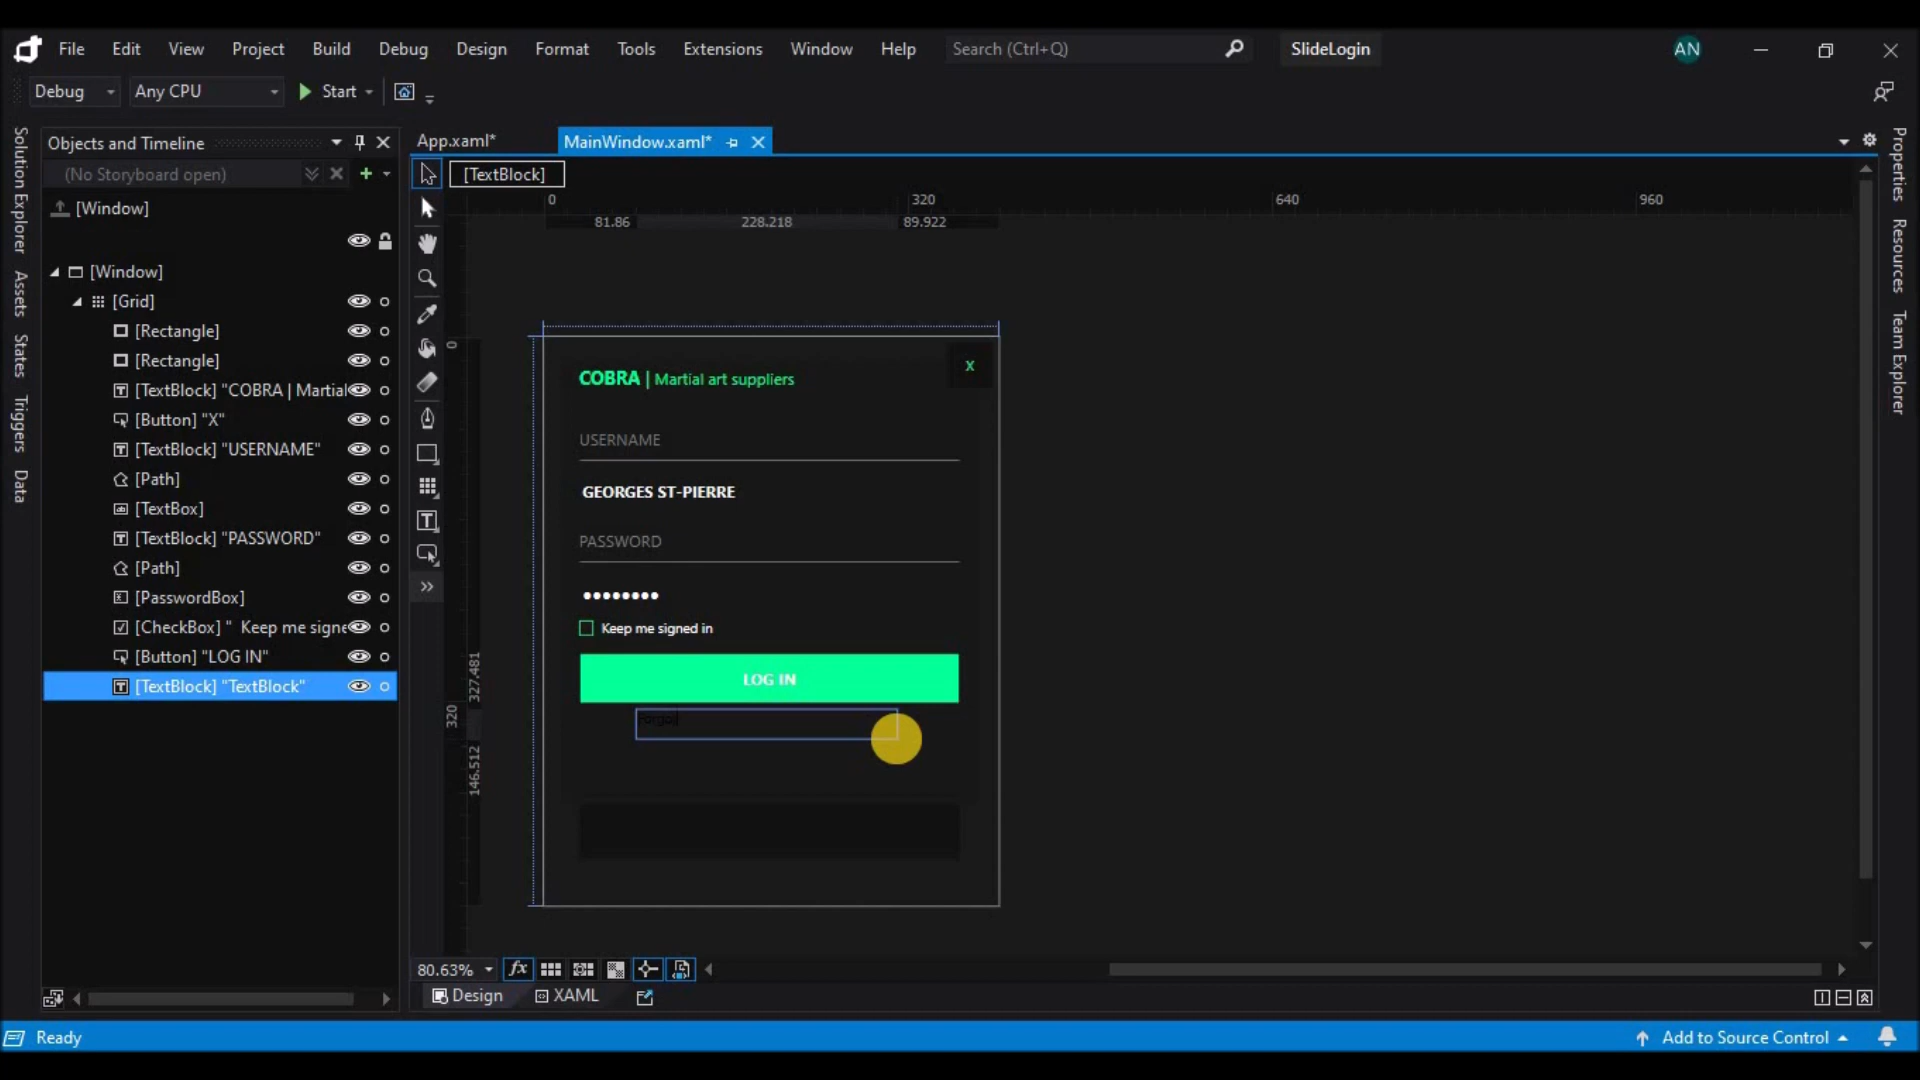 File Edit View Project Build Debug Design Format Tools Extensions Window Help Search (Ctrl+Q) SlideLogin AN
Debug Any CPU Start
Solution Explorer
Assets
States
Triggers
Data
Objects and Timeline
(No Storyboard open)
[Window]
[Window]
[Grid]
[Rectangle]
[Rectangle]
[TextBlock] "COBRA | Martial
[Button] "X"
[TextBlock] "USERNAME"
[Path]
[TextBox]
[TextBlock] "PASSWORD"
[Path]
[PasswordBox]
[CheckBox] " Keep me signe
[Button] "LOG IN"
[TextBlock] "TextBlock"
App.xaml* MainWindow.xaml*
[TextBlock]
0 320 640 960
81.86 228.218 89.922
0
327.481
320
146.512
COBRA | Martial art suppliers X
USERNAME
GEORGES ST-PIERRE
PASSWORD
Keep me signed in
LOG IN
80.63% fx
Design XAML
Properties
Resources
Team Explorer
Ready Add to Source Control